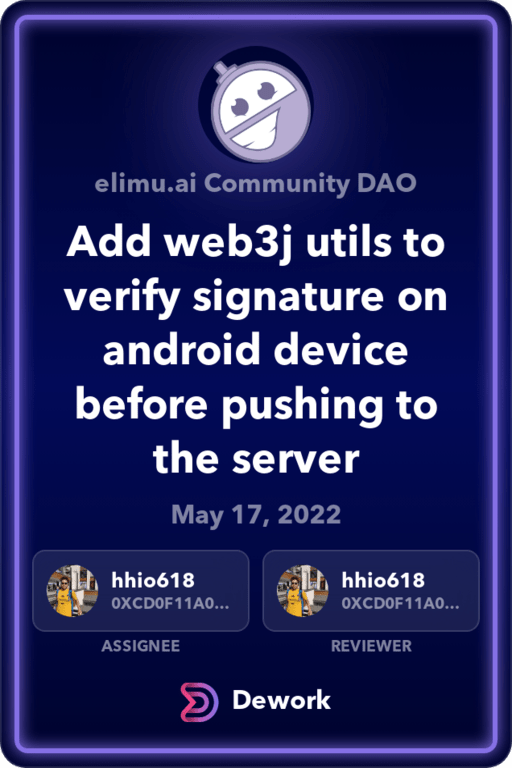 elimu.ai Community DAO
Add web3j utils to
verify signature on
android device
before pushing to
the server
May 17, 2022
hhio618
0XCD0F11A0...
ASSIGNEE
hhio618
0XCD0F11A0...
REVIEWER
Dework